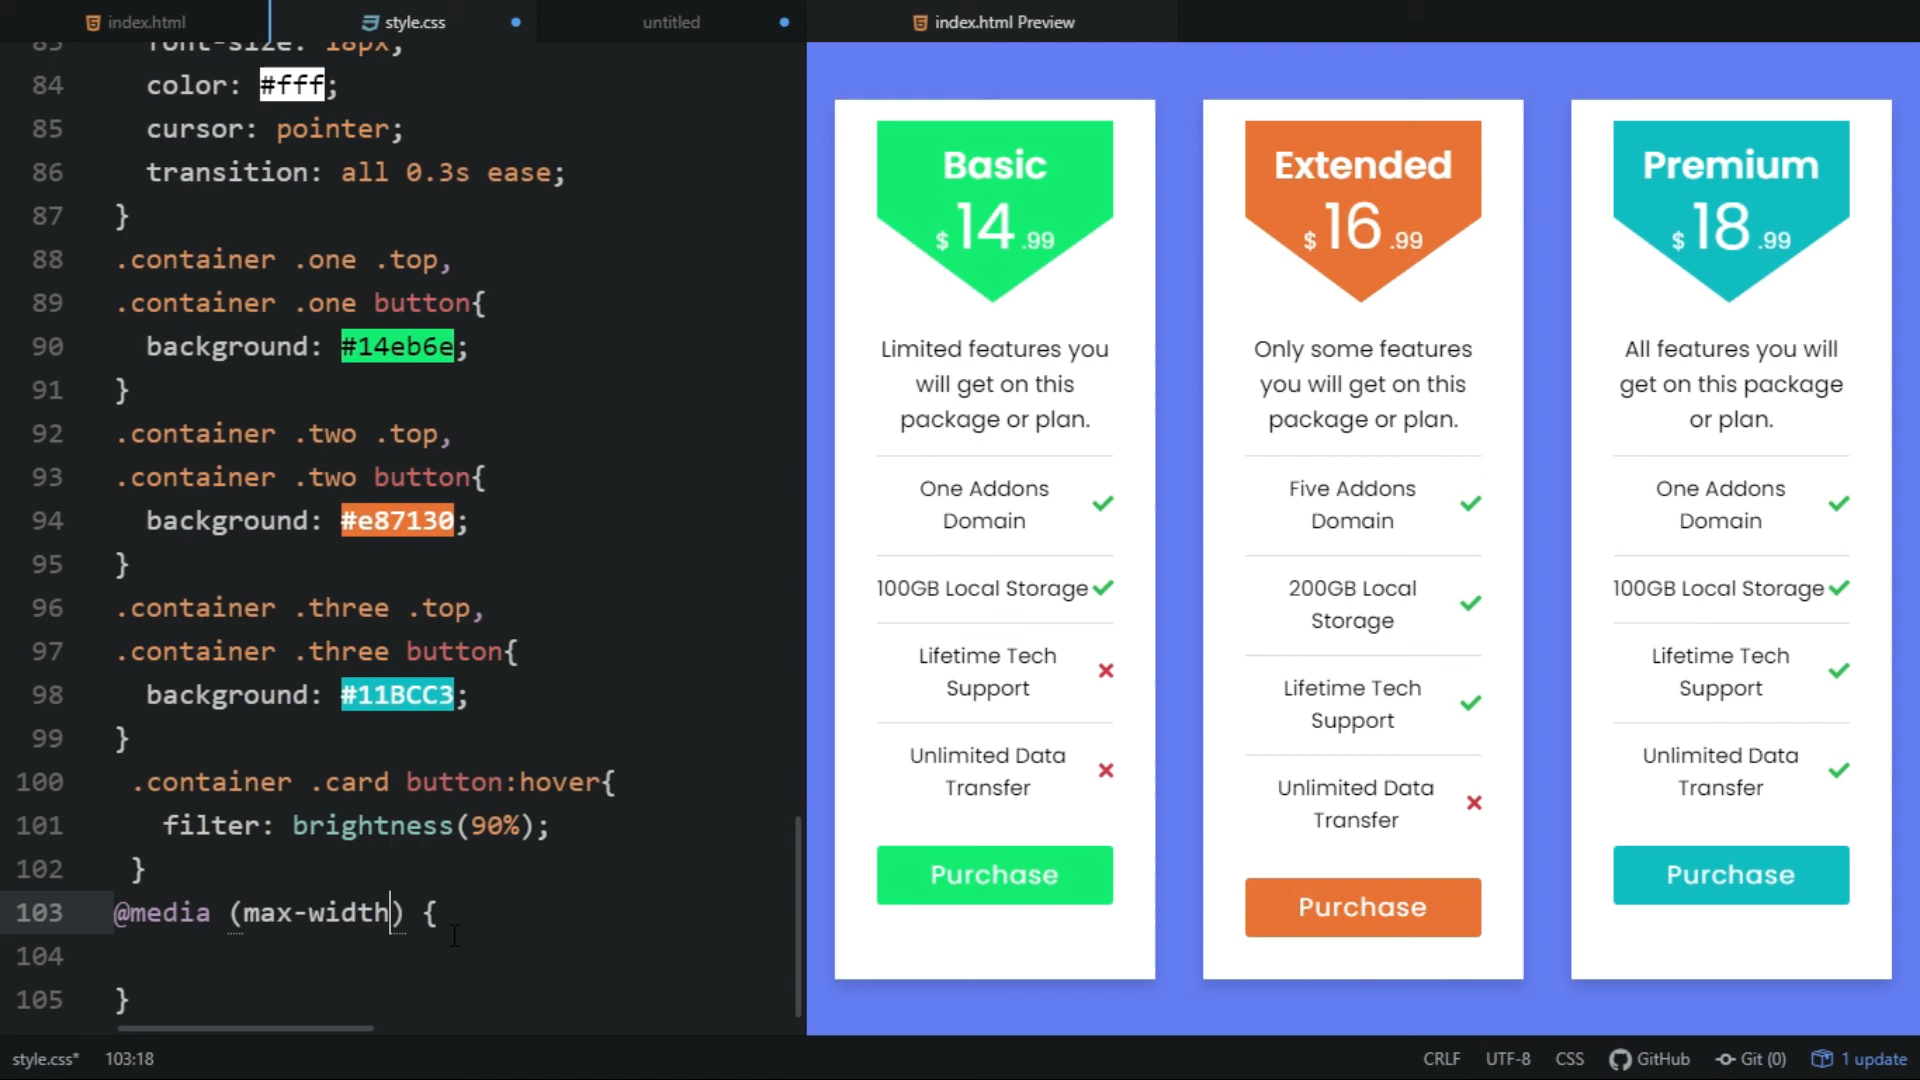 index.html
style.css
untitled
index.html Preview
83 font-size: 18px;
84 color: #fff;
85 cursor: pointer;
86 transition: all 0.3s ease;
87 }
88 .container .one .top,
89 .container .one button{
90 background: #14eb6e;
91 }
92 .container .two .top,
93 .container .two button{
94 background: #e87130;
95 }
96 .container .three .top,
97 .container .three button{
98 background: #11BCC3;
99 }
100 .container .card button:hover{
101 filter: brightness(90%);
102 }
103 @media (max-width) {
104
105 }
Basic
$ 14 .99
Limited features you
will get on this
package or plan.
One Addons
Domain
100GB Local Storage
Lifetime Tech
Support
Unlimited Data
Transfer
Purchase
Extended
$ 16 .99
Only some features
you will get on this
package or plan.
Five Addons
Domain
200GB Local
Storage
Lifetime Tech
Support
Unlimited Data
Transfer
Purchase
Premium
$ 18 .99
All features you will
get on this package
or plan.
One Addons
Domain
100GB Local Storage
Lifetime Tech
Support
Unlimited Data
Transfer
Purchase
style.css* 103:18
CRLF UTF-8 CSS GitHub Git (0) 1 update